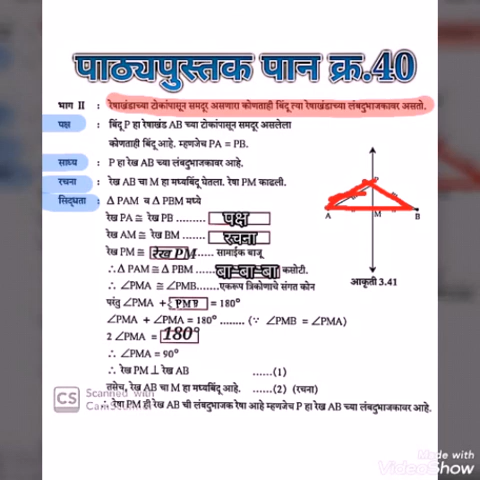 पाठ्यपुस्तक पान क्र.40
भाग II : रेषाखंडाच्या टोकांपासून समदूर असणारा कोणताही बिंदू त्या रेषाखंडाच्या लंबदुभाजकावर असतो.
पक्ष : बिंदू P हा रेषाखंड AB च्या टोकांपासून समदूर असलेला
कोणताही बिंदू आहे. म्हणजेच PA = PB.
साध्य : P हा रेख AB च्या लंबदुभाजकावर आहे.
रचना : रेख AB चा M हा मध्यबिंदू घेतला. रेषा PM काढली.
सिद्धता : Δ PAM व Δ PBM मध्ये
रेख PA ≅ रेख PB ......... पक्ष
रेख AM ≅ रेख BM ......... रचना
रेख PM ≅ रेख PM ...... सामाईक बाजू
∴ Δ PAM ≅ Δ PBM ...... बा-बा-बा कसोटी.
∴ ∠PMA ≅ ∠PMB ......एकरूप त्रिकोणाचे संगत कोन
परंतु ∠PMA + PMB = 180°
∠PMA + ∠PMA = 180° ........ (∵ ∠PMB = ∠PMA)
2 ∠PMA = 180°
∴ ∠PMA = 90°
∴ रेख PM ⊥ रेख AB ......(1)
तसेच, रेख AB चा M हा मध्यबिंदू आहे. ......(2) (रचना)
∴ रेषा PM ही रेख AB ची लंबदुभाजक रेषा आहे म्हणजेच P हा रेख AB च्या लंबदुभाजकावर आहे.
P
A
M
B
आकृती 3.41
CS Scanned with
CamScanner
Made with
VideoShow